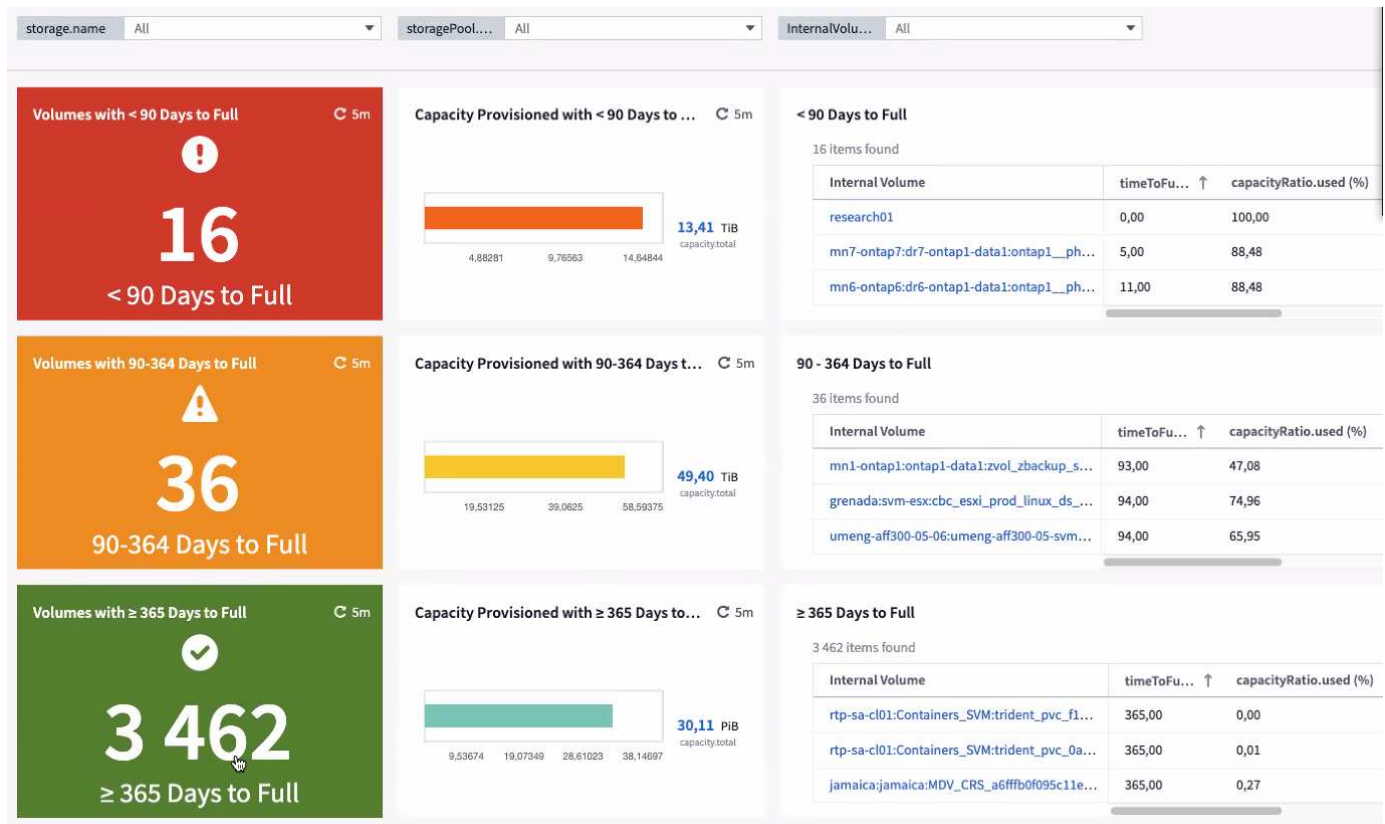 storage.name All storagePool.... All InternalVolu... All
Volumes with < 90 Days to Full 5m
16
< 90 Days to Full
Capacity Provisioned with < 90 Days to ... 5m
13,41 TiB
capacity.total
4,88281 9,76563 14,64844
< 90 Days to Full
16 items found
Internal Volume timeToFu... ↑ capacityRatio.used (%)
research01 0,00 100,00
mn7-ontap7:dr7-ontap1-data1:ontap1__ph... 5,00 88,48
mn6-ontap6:dr6-ontap1-data1:ontap1__ph... 11,00 88,48
Volumes with 90-364 Days to Full 5m
36
90-364 Days to Full
Capacity Provisioned with 90-364 Days t... 5m
49,40 TiB
capacity.total
19,53125 39,0625 58,59375
90 - 364 Days to Full
36 items found
Internal Volume timeToFu... ↑ capacityRatio.used (%)
mn1-ontap1:ontap1-data1:zvol_zbackup_s... 93,00 47,08
grenada:svm-esx:cbc_esxi_prod_linux_ds_... 94,00 74,96
umeng-aff300-05-06:umeng-aff300-05-svm... 94,00 65,95
Volumes with ≥ 365 Days to Full 5m
3 462
≥ 365 Days to Full
Capacity Provisioned with ≥ 365 Days to... 5m
30,11 PiB
capacity.total
9,53674 19,07349 28,61023 38,14697
≥ 365 Days to Full
3 462 items found
Internal Volume timeToFu... ↑ capacityRatio.used (%)
rtp-sa-cl01:Containers_SVM:trident_pvc_f1... 365,00 0,00
rtp-sa-cl01:Containers_SVM:trident_pvc_0a... 365,00 0,01
jamaica:jamaica:MDV_CRS_a6fffb0f095c11e... 365,00 0,27